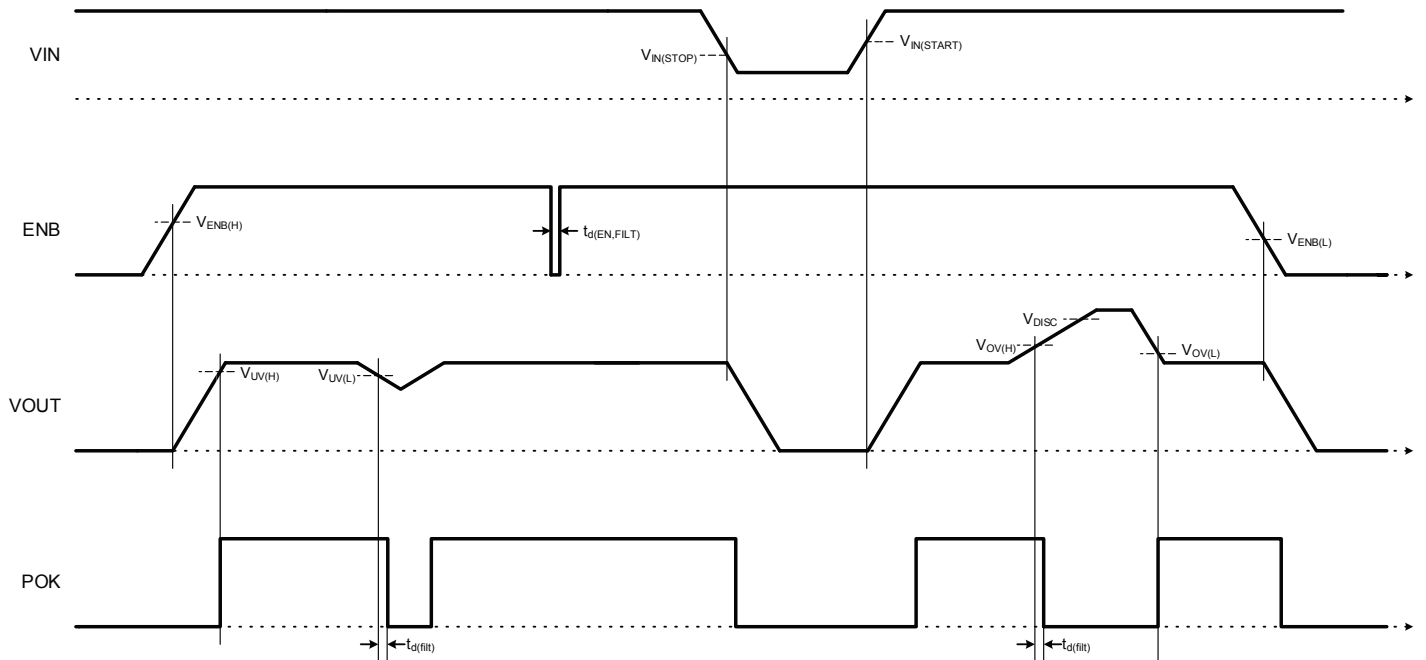 VIN
V_IN(STOP)
V_IN(START)
ENB
V_ENB(H)
t_d(EN,FILT)
V_ENB(L)
VOUT
V_UV(H)
V_UV(L)
V_DISC
V_OV(H)
V_OV(L)
POK
t_d(filt)
t_d(filt)